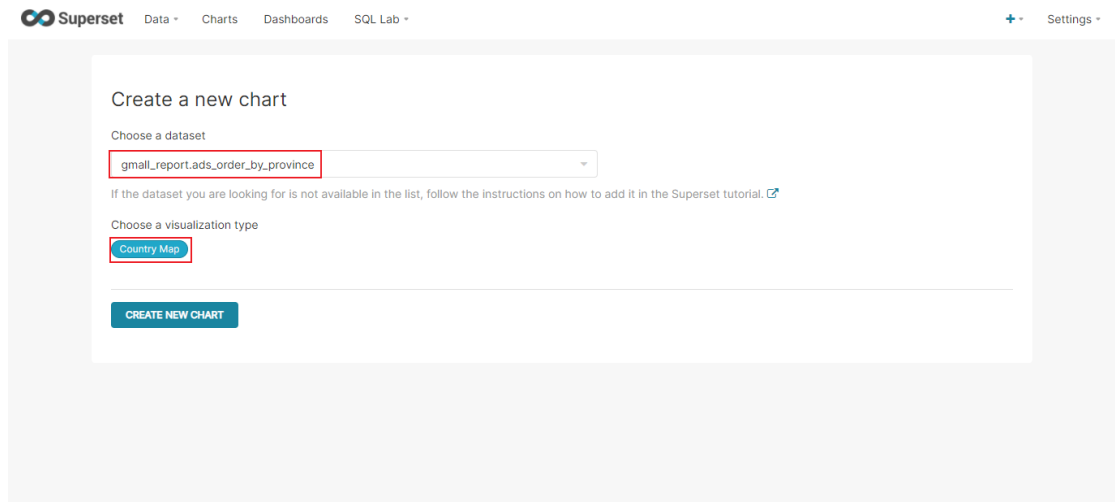 Superset Data Charts Dashboards SQL Lab + Settings
Create a new chart
Choose a dataset
gmall_report.ads_order_by_province
If the dataset you are looking for is not available in the list, follow the instructions on how to add it in the Superset tutorial.
Choose a visualization type
Country Map
CREATE NEW CHART